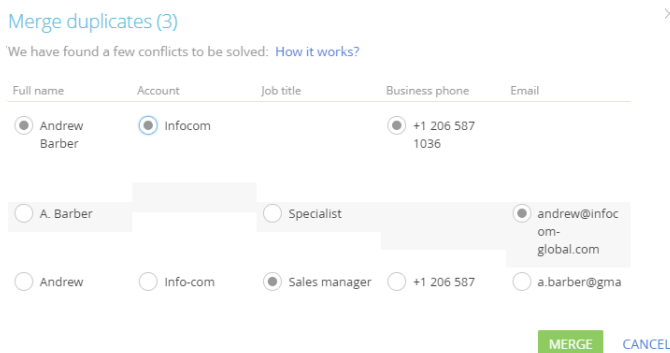 Merge duplicates (3)
We have found a few conflicts to be solved: How it works?
Full name Account Job title Business phone Email
Andrew Infocom +1 206 587
Barber 1036
A. Barber Specialist andrew@infoc
om-
global.com
Andrew Info-com Sales manager +1 206 587 a.barber@gma
MERGE CANCEL